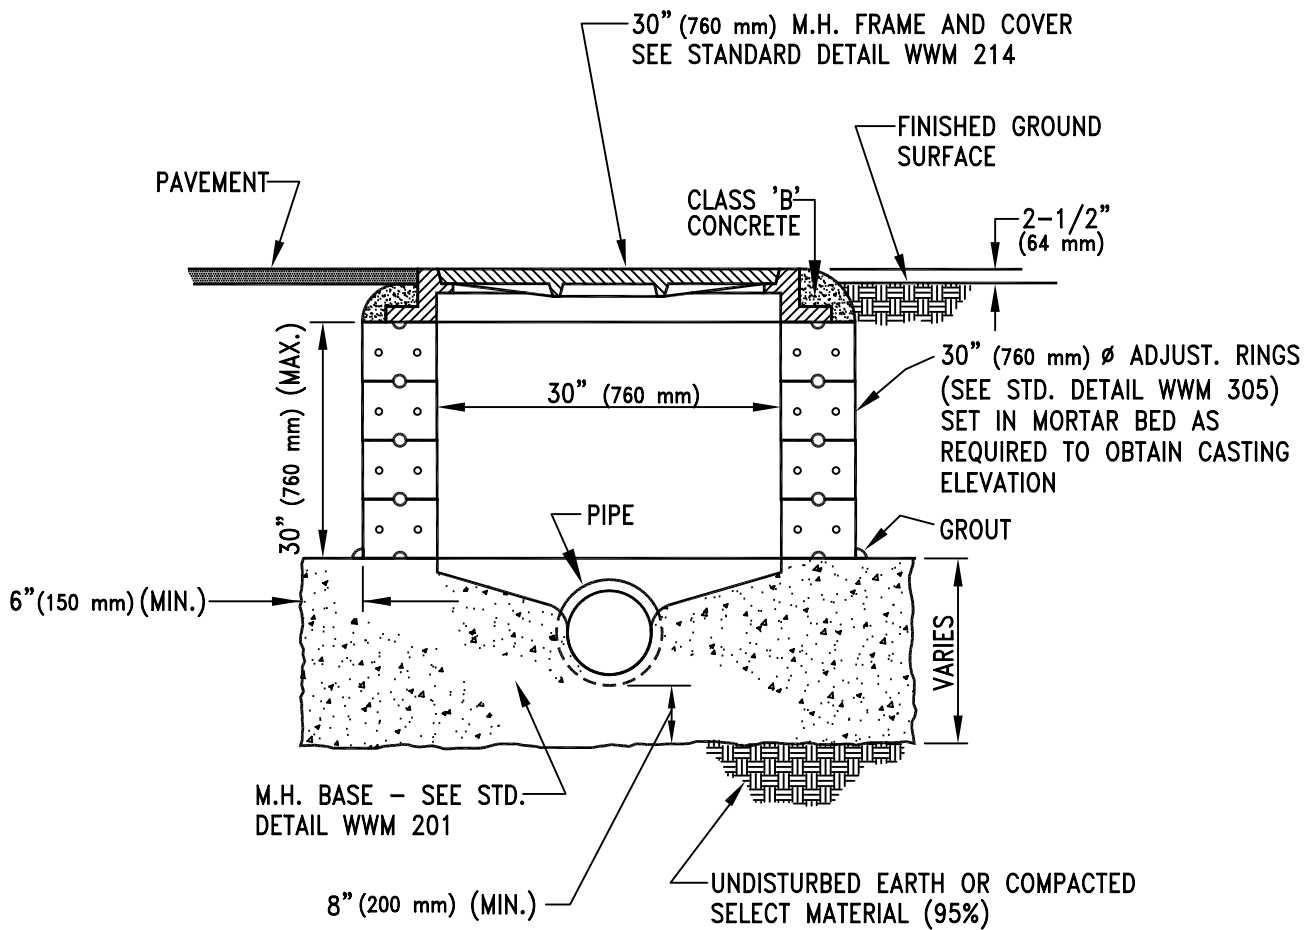 30" (760 mm) M.H. FRAME AND COVER
SEE STANDARD DETAIL WWM 214
FINISHED GROUND
SURFACE
PAVEMENT
CLASS 'B'
CONCRETE
2-1/2"
(64 mm)
30" (760 mm) (MAX.)
30" (760 mm)
30" (760 mm) Ø ADJUST. RINGS
(SEE STD. DETAIL WWM 305)
SET IN MORTAR BED AS
REQUIRED TO OBTAIN CASTING
ELEVATION
PIPE
GROUT
6" (150 mm) (MIN.)
VARIES
M.H. BASE - SEE STD.
DETAIL WWM 201
8" (200 mm) (MIN.)
UNDISTURBED EARTH OR COMPACTED
SELECT MATERIAL (95%)